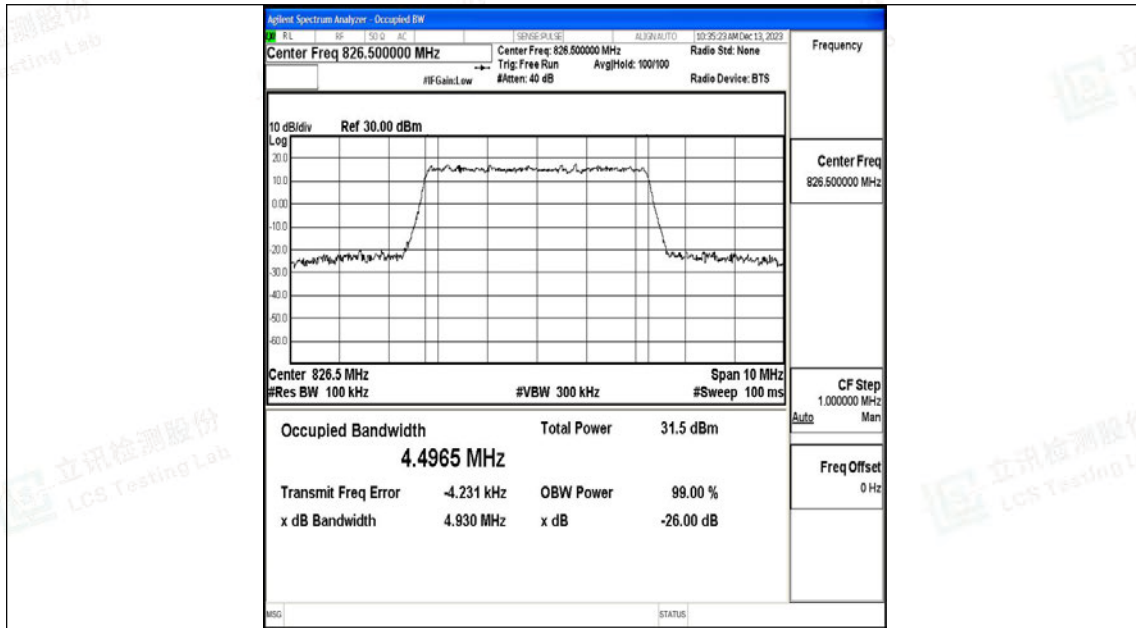 Agilent Spectrum Analyzer - Occupied BW
RL RF 50 Ω AC SENSE:PULSE ALIGNAUTO 10:35:23 AM Dec 13, 2023
Center Freq 826.500000 MHz
Center Freq: 826.500000 MHz
Radio Std: None
Trig: Free Run
Avg|Hold: 100/100
#IFGain:Low
#Atten: 40 dB
Radio Device: BTS
Frequency
10 dB/div
Ref 30.00 dBm
Log
20.0
10.0
0.00
-10.0
-20.0
-30.0
-40.0
-50.0
-60.0
Center Freq
826.500000 MHz
Center 826.5 MHz
Span 10 MHz
#Res BW 100 kHz
#VBW 300 kHz
#Sweep 100 ms
CF Step
1.000000 MHz
Auto Man
Occupied Bandwidth
Total Power 31.5 dBm
4.4965 MHz
Transmit Freq Error -4.231 kHz
OBW Power 99.00 %
x dB Bandwidth 4.930 MHz
x dB -26.00 dB
Freq Offset
0 Hz
MSG
STATUS
立讯检测股份
LCS Testing Lab
立讯检测股份